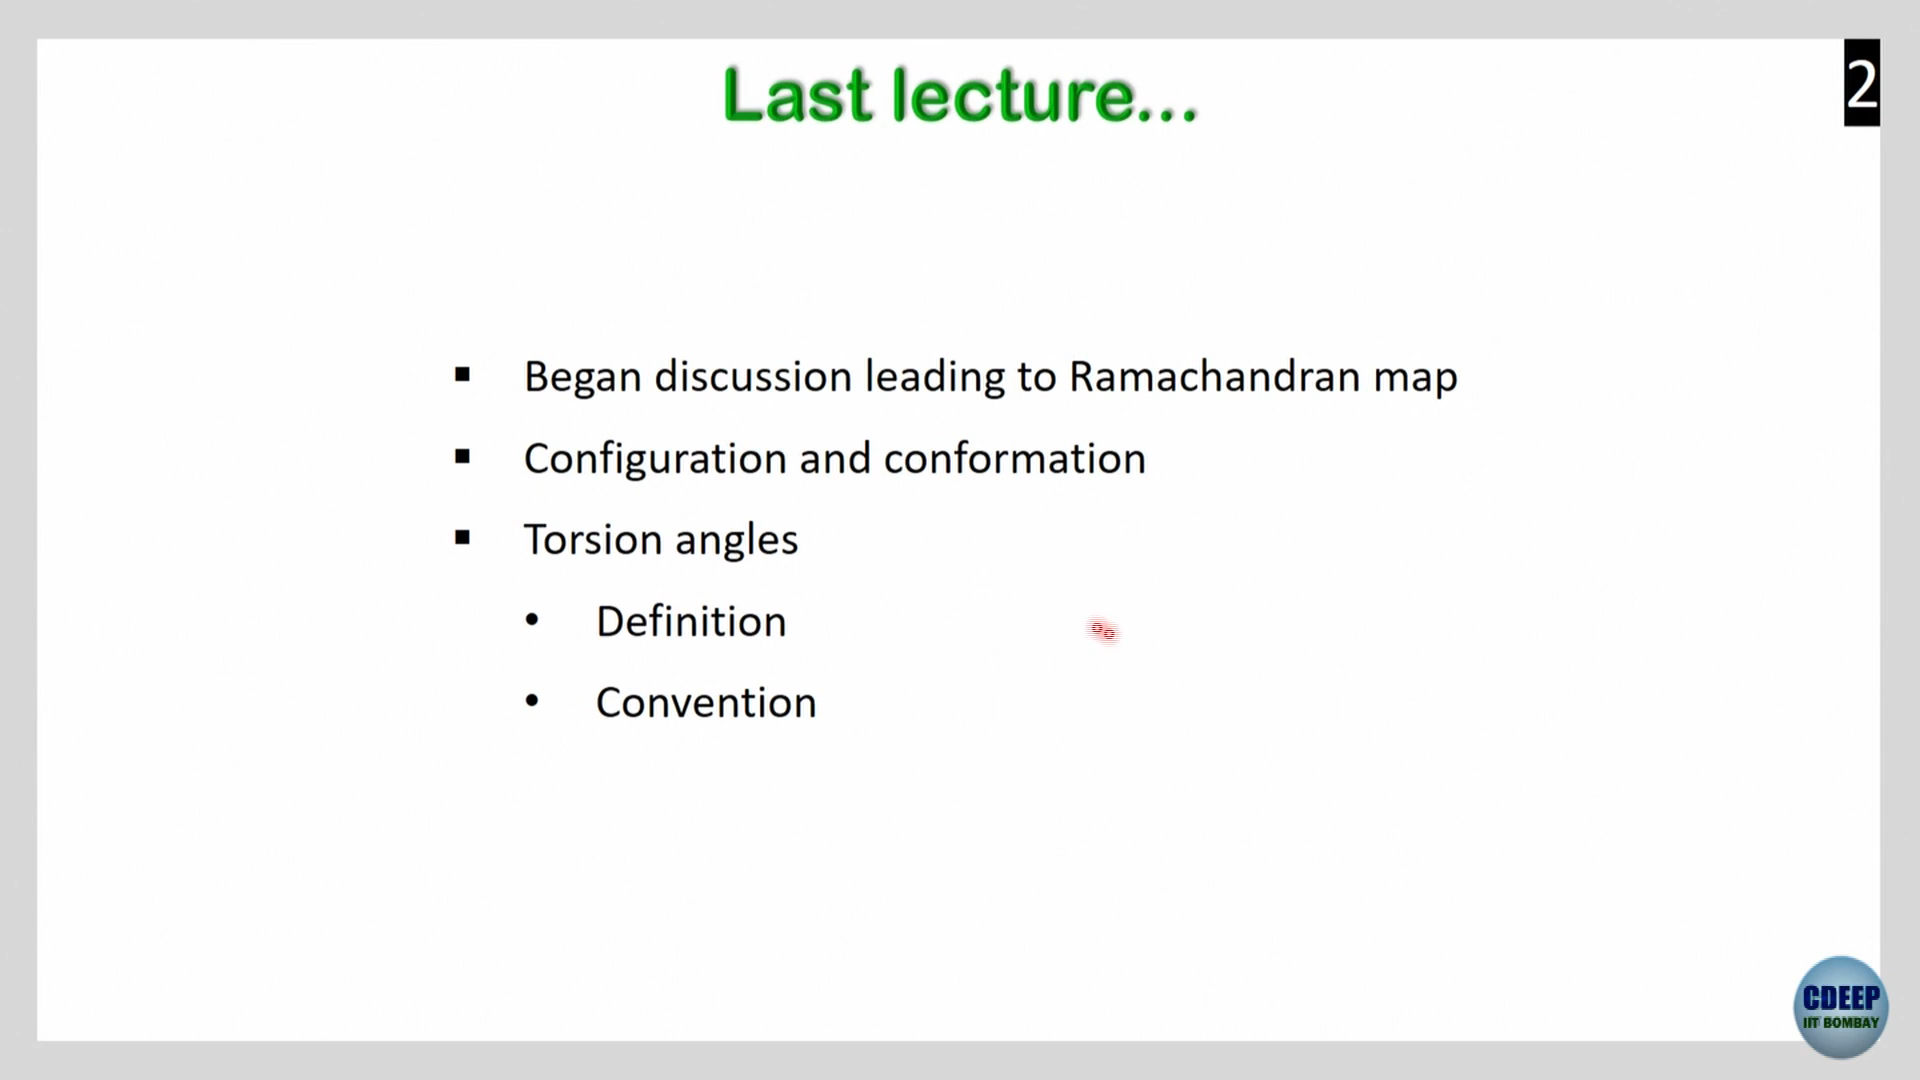 Last lecture...
2
▪ Began discussion leading to Ramachandran map
▪ Configuration and conformation
▪ Torsion angles
• Definition
• Convention
CDEEP
IIT BOMBAY